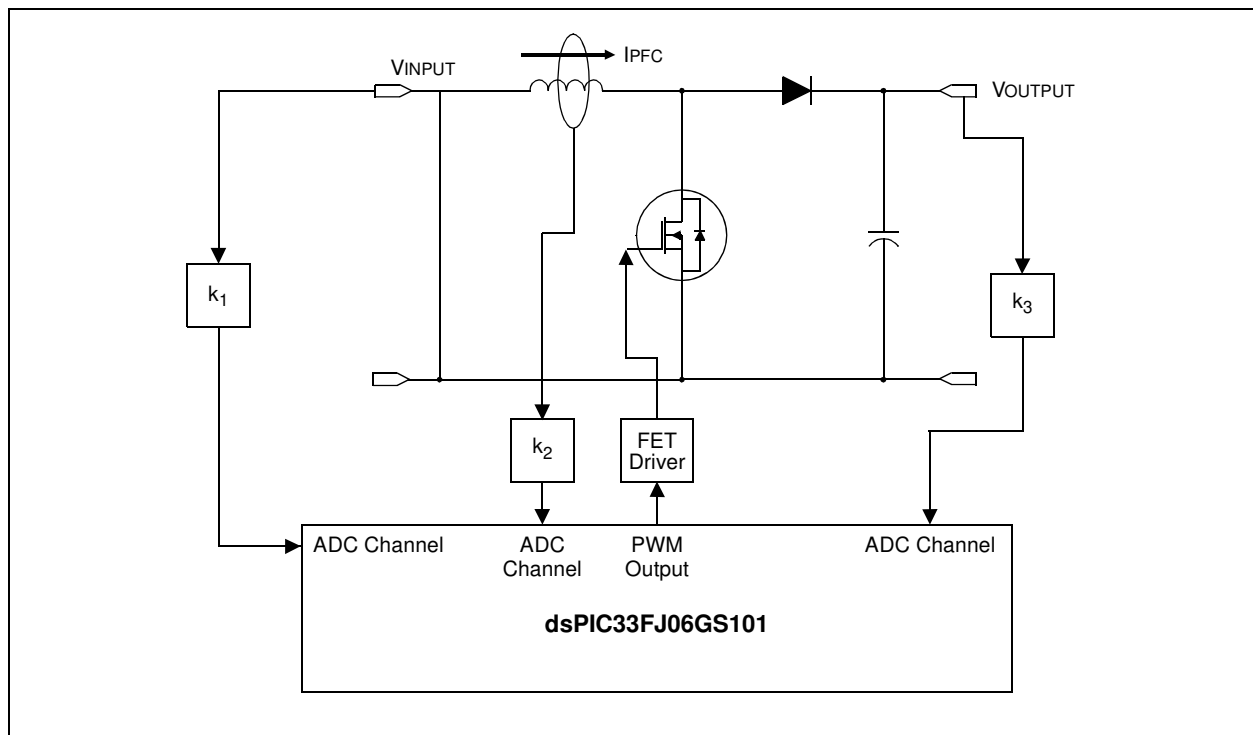 IPFC
VINPUT
VOUTPUT
k1
k3
k2
FET
Driver
ADC Channel
ADC
Channel
PWM
Output
ADC Channel
dsPIC33FJ06GS101